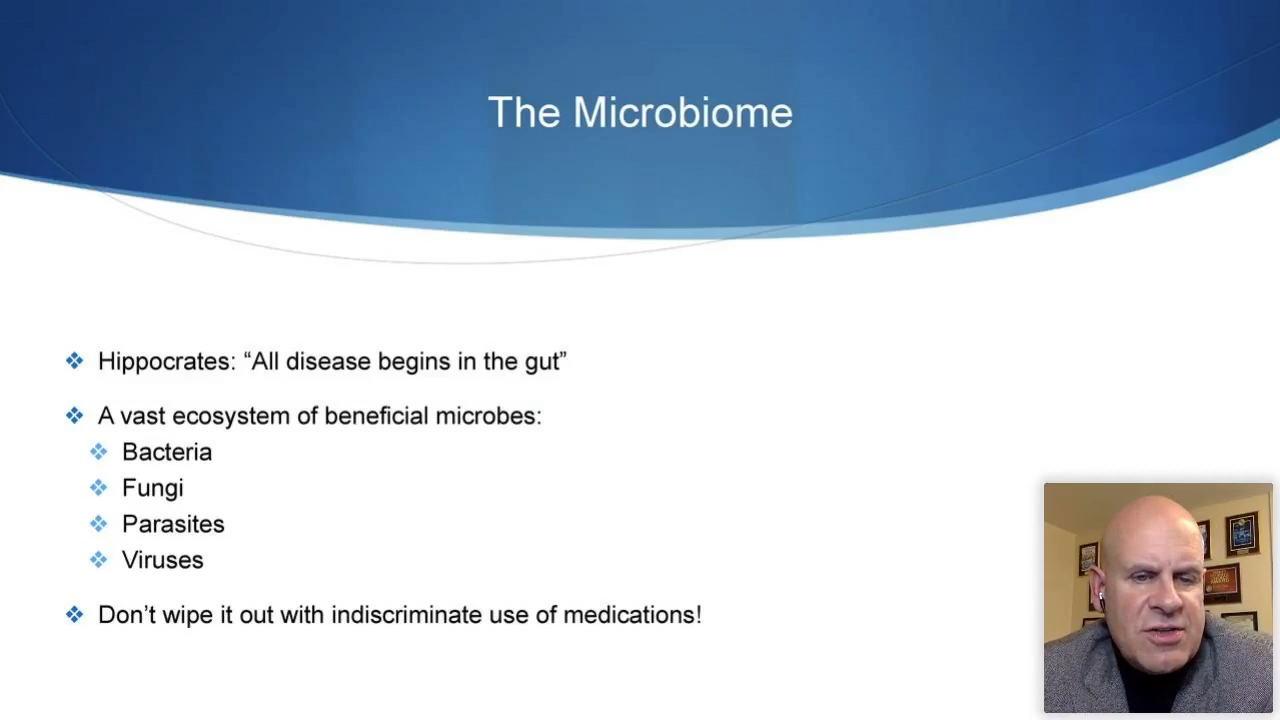 The Microbiome
Hippocrates: “All disease begins in the gut”
A vast ecosystem of beneficial microbes:
Bacteria
Fungi
Parasites
Viruses
Don’t wipe it out with indiscriminate use of medications!